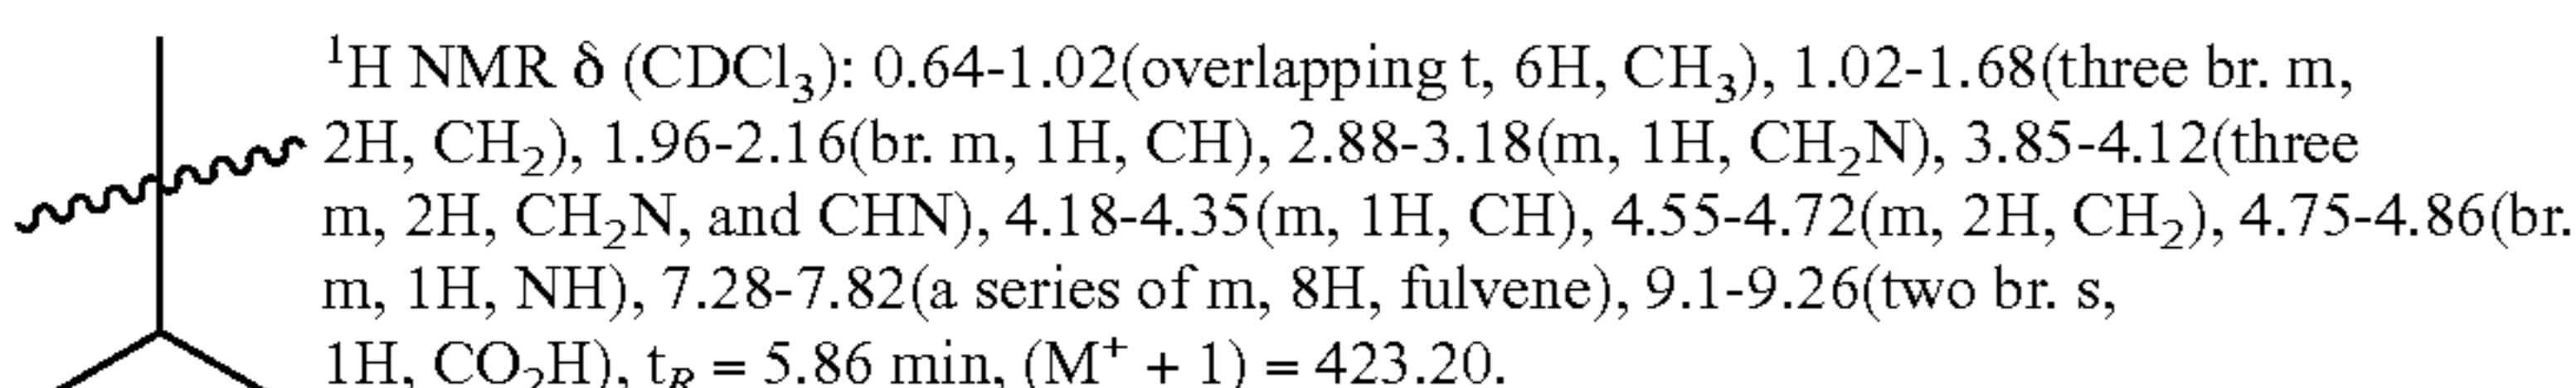 ¹H NMR δ (CDCl₃): 0.64-1.02(overlapping t, 6H, CH₃), 1.02-1.68(three br. m,
2H, CH₂), 1.96-2.16(br. m, 1H, CH), 2.88-3.18(m, 1H, CH₂N), 3.85-4.12(three
m, 2H, CH₂N, and CHN), 4.18-4.35(m, 1H, CH), 4.55-4.72(m, 2H, CH₂), 4.75-4.86(br.
m, 1H, NH), 7.28-7.82(a series of m, 8H, fulvene), 9.1-9.26(two br. s,
1H, CO₂H), t_R = 5.86 min, (M⁺ + 1) = 423.20.